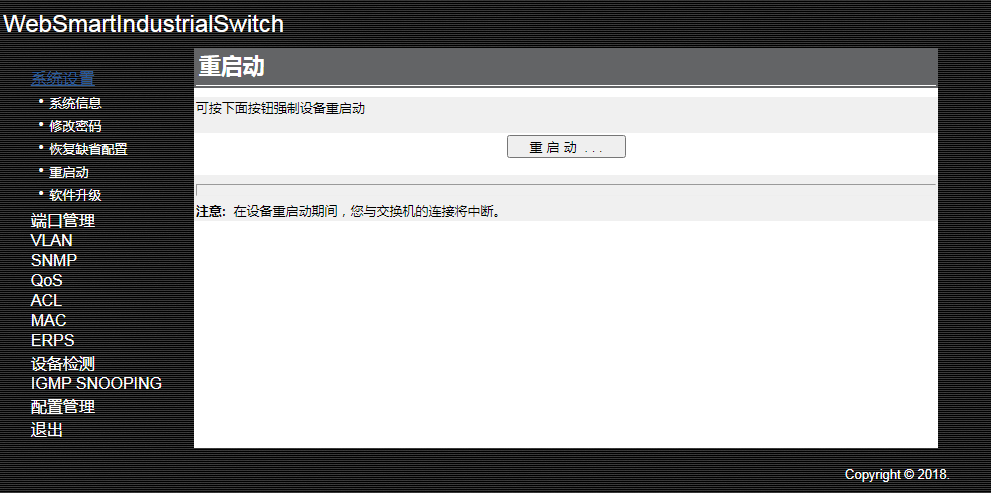 WebSmartIndustrialSwitch
系统设置
• 系统信息
• 修改密码
• 恢复缺省配置
• 重启动
• 软件升级
端口管理
VLAN
SNMP
QoS
ACL
MAC
ERPS
设备检测
IGMP SNOOPING
配置管理
退出
重启动
可按下面按钮强制设备重启动
重 启 动 ...
注意: 在设备重启动期间，您与交换机的连接将中断。
Copyright © 2018.